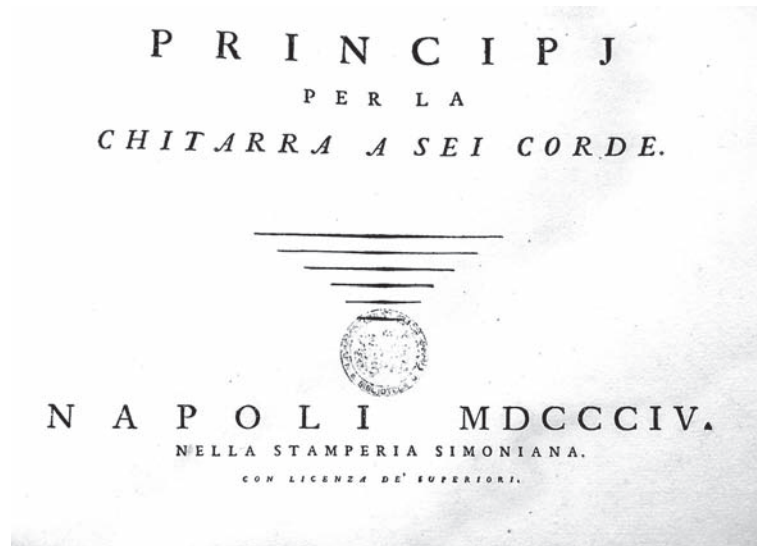 PRINCIPJ
PER LA
CHITARRA A SEI CORDE.
NAPOLI MDCCCIV.
NELLA STAMPERIA SIMONIANA.
CON LICENZA DE' SUPERIORI.